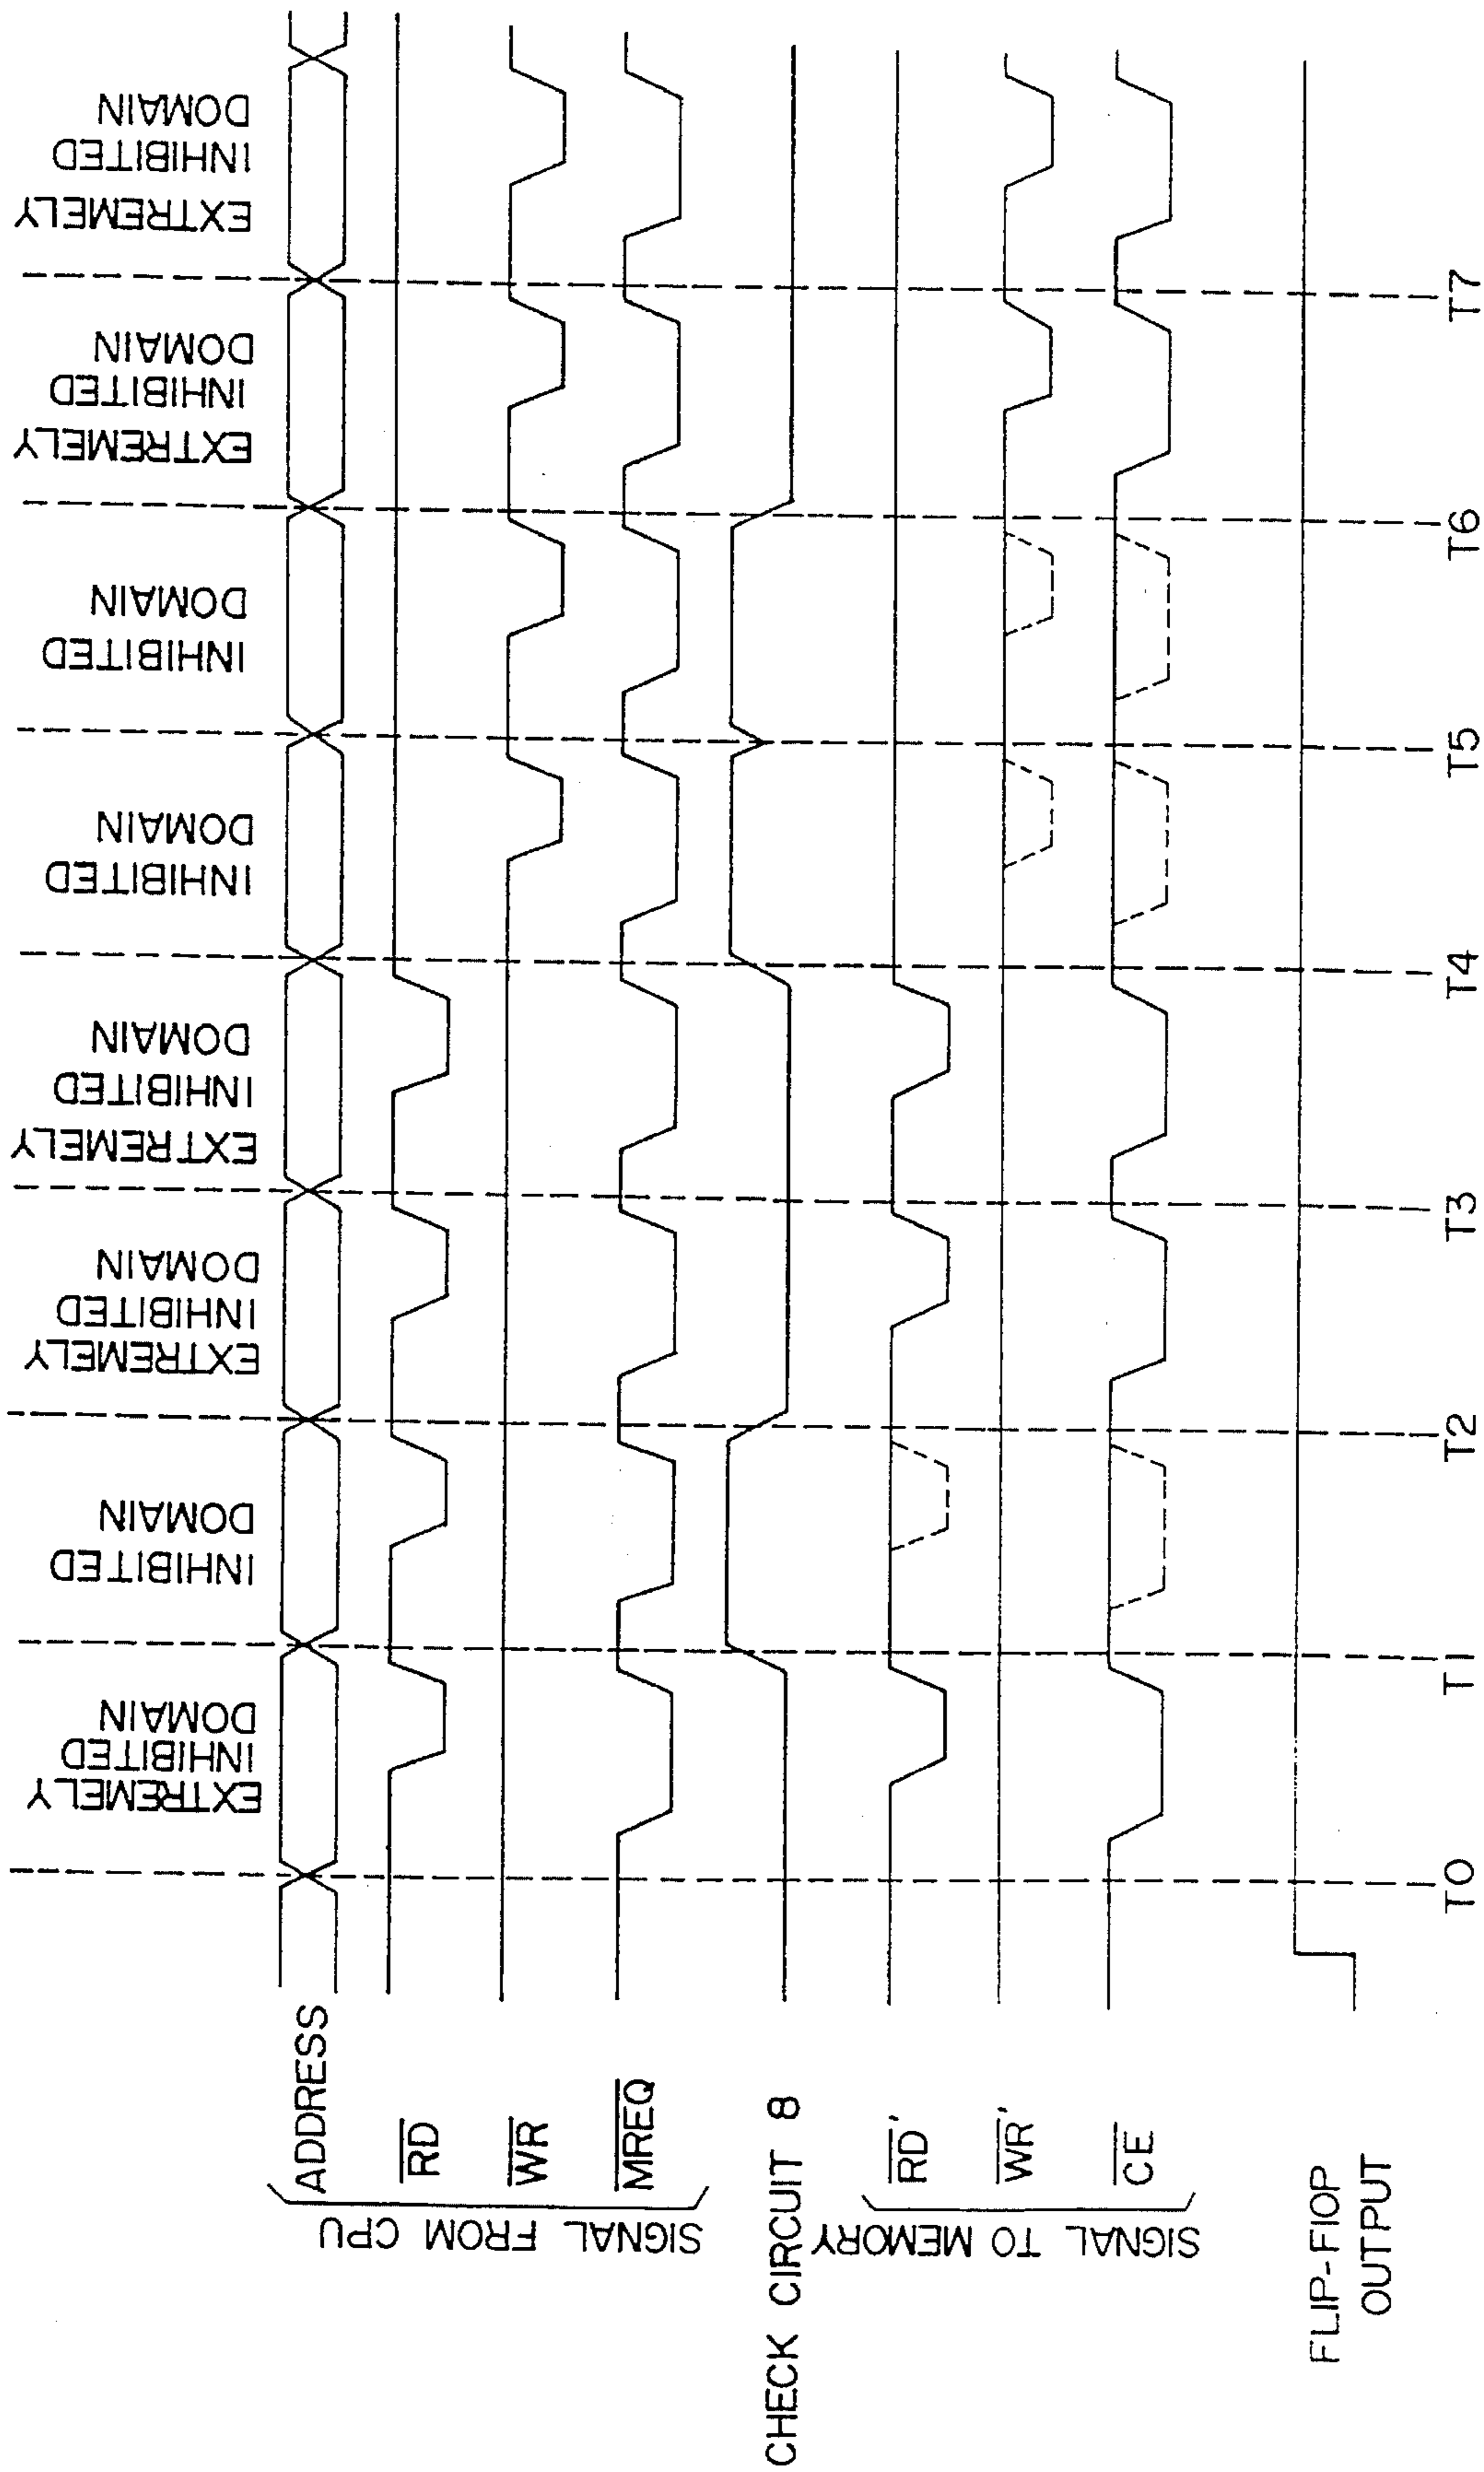 EXTREMELY
INHIBITED
DOMAIN
INHIBITED
DOMAIN
EXTREMELY
INHIBITED
DOMAIN
EXTREMELY
INHIBITED
DOMAIN
INHIBITED
DOMAIN
INHIBITED
DOMAIN
EXTREMELY
INHIBITED
DOMAIN
EXTREMELY
INHIBITED
DOMAIN
SIGNAL FROM CPU
ADDRESS
RD
WR
MREQ
CHECK CIRCUIT 8
SIGNAL TO MEMORY
RD'
WR'
CE
FLIP-FIOP
OUTPUT
T0
T1
T2
T3
T4
T5
T6
T7